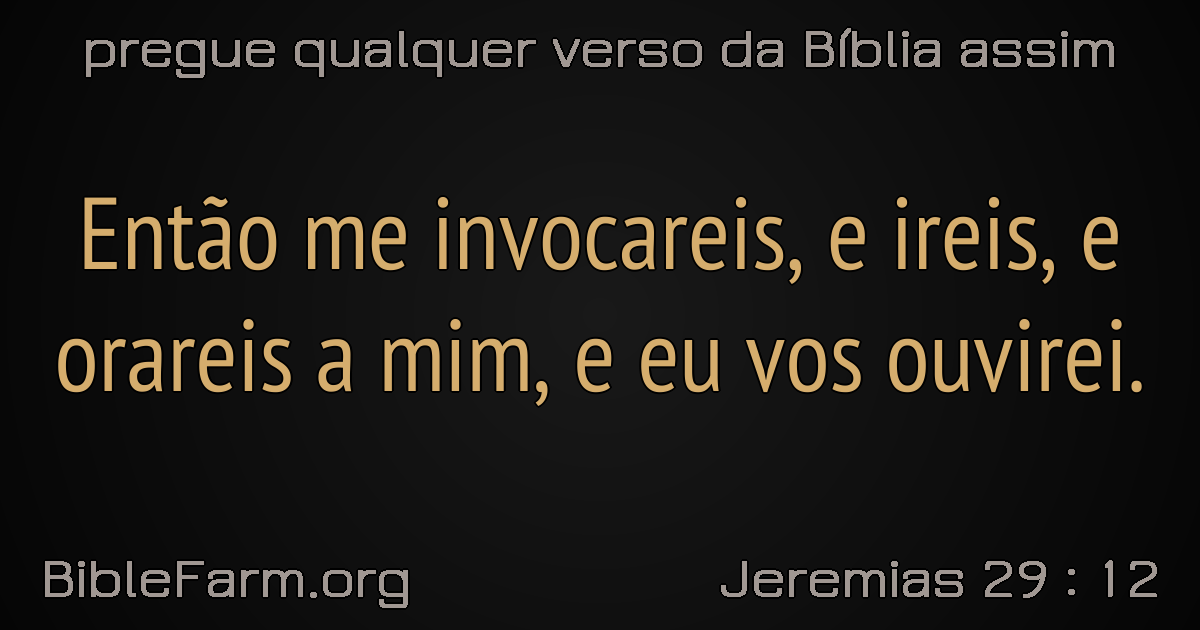 pregue qualquer verso da Bíblia assim
Então me invocareis, e ireis, e
orareis a mim, e eu vos ouvirei.
BibleFarm.org
Jeremias 29 : 12